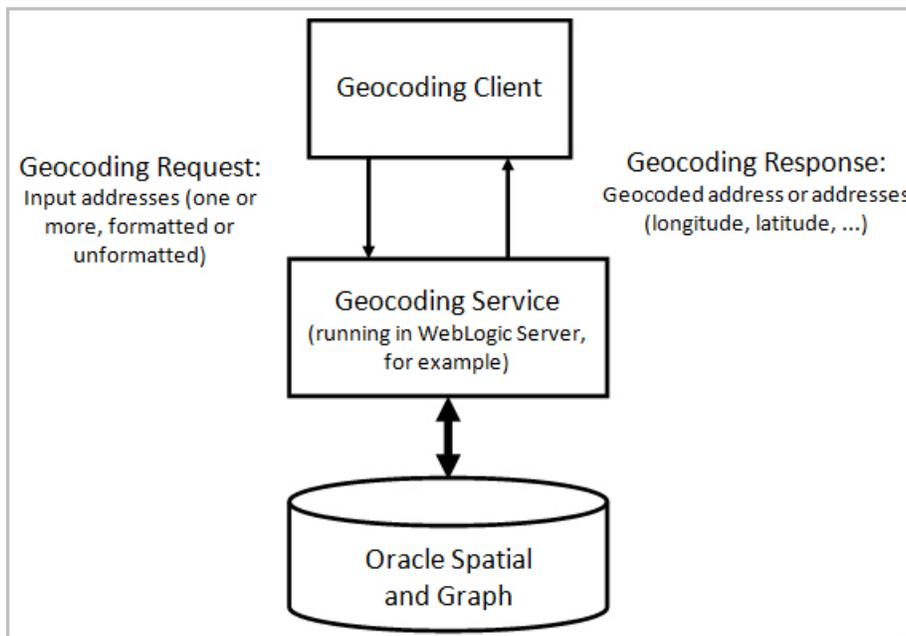 Geocoding Client
Geocoding Request:
Input addresses (one or
more, formatted or
unformatted)
Geocoding Response:
Geocoded address or addresses
(longitude, latitude, ...)
Geocoding Service
(running in WebLogic Server,
for example)
Oracle Spatial
and Graph